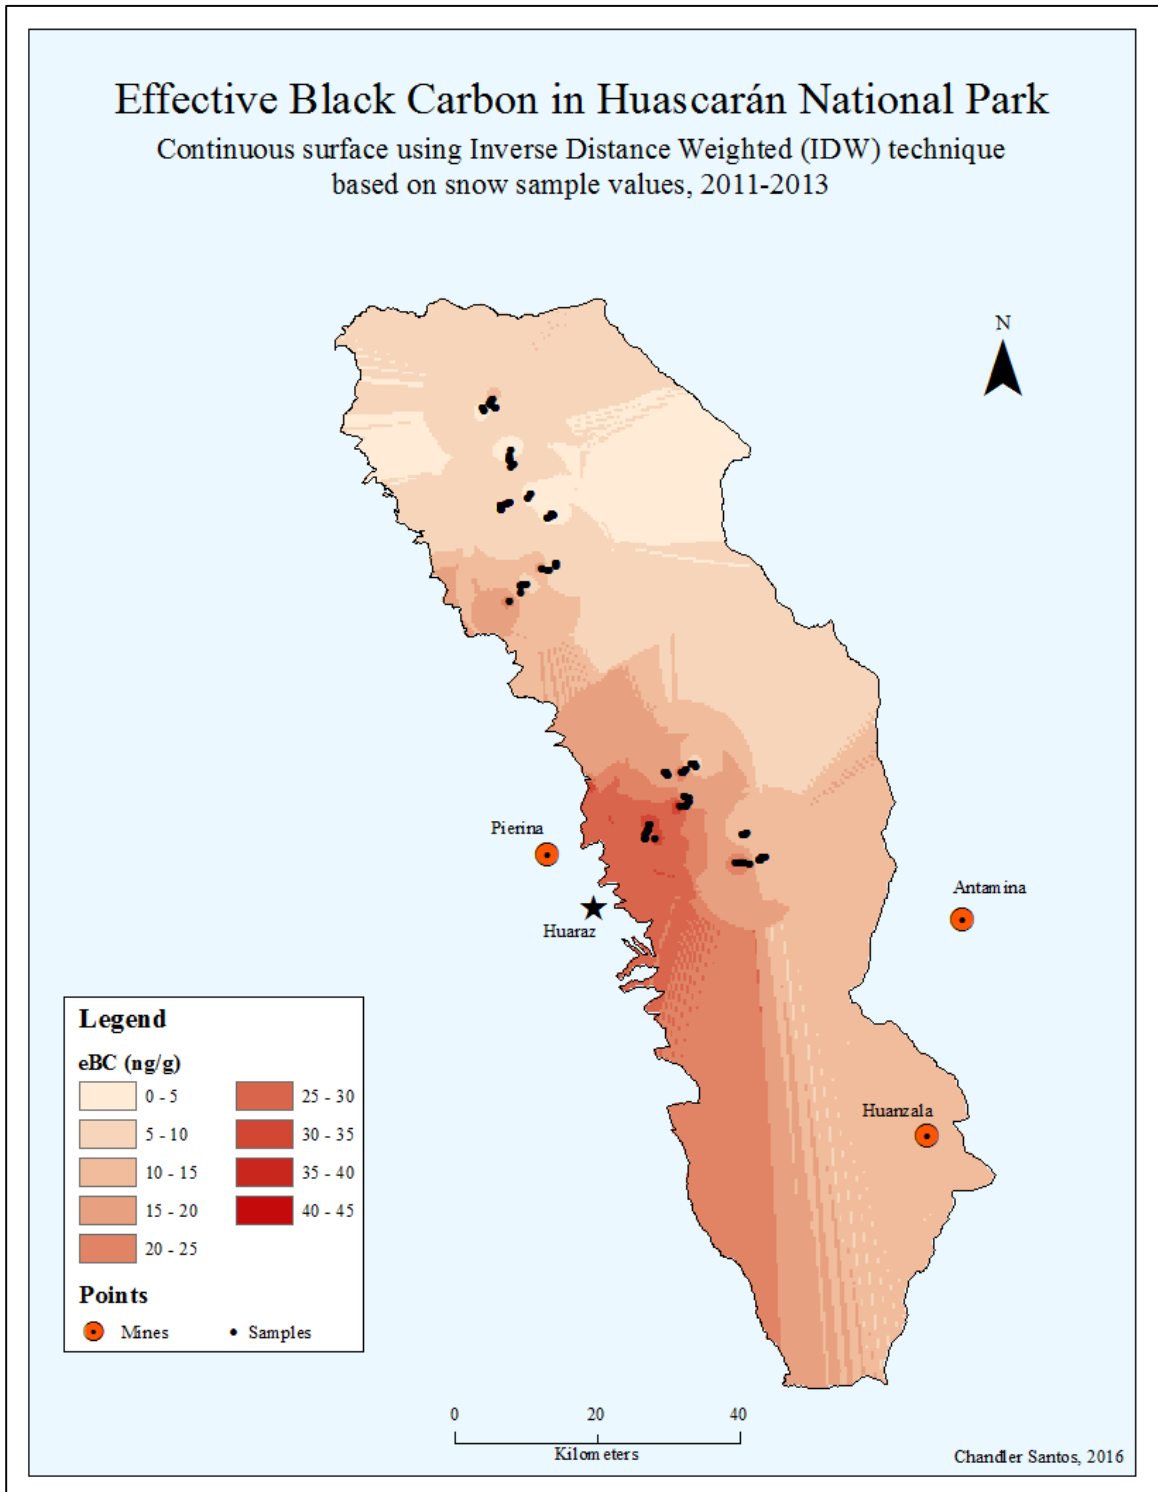 Effective Black Carbon in Huascarán National Park
Continuous surface using Inverse Distance Weighted (IDW) technique
based on snow sample values, 2011-2013
N
Pierina
Antamina
Huaraz
Huanzala
Legend
eBC (ng/g)
0 - 5
5 - 10
10 - 15
15 - 20
20 - 25
25 - 30
30 - 35
35 - 40
40 - 45
Points
Mines
Samples
0 20 40
Kilometers
Chandler Santos, 2016